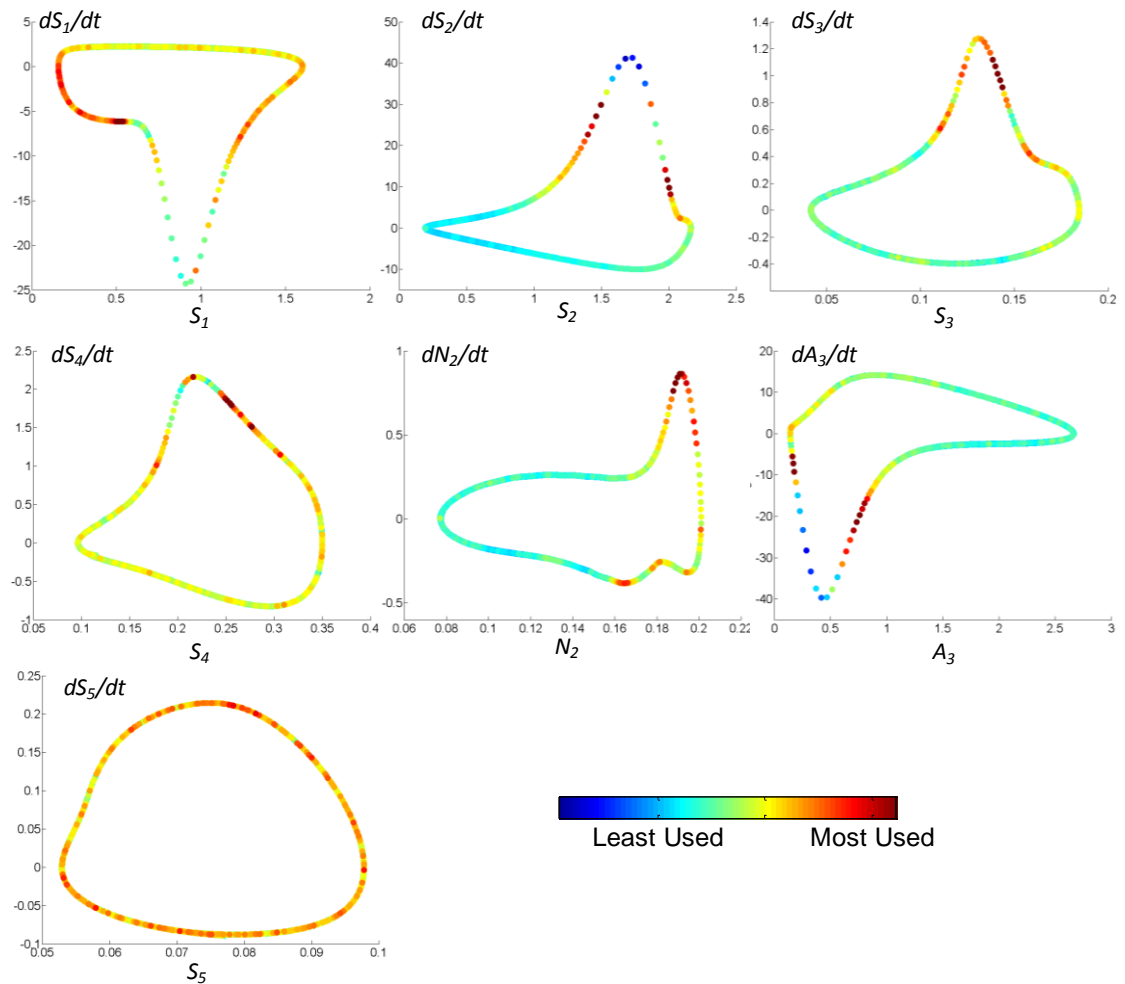 dS1/dt
5
0
-5
-10
-15
-20
-25
0 0.5 1 1.5 2
S1
dS2/dt
50
40
30
20
10
0
-10
0 0.5 1 1.5 2 2.5
S2
dS3/dt
1.4
1.2
1
0.8
0.6
0.4
0.2
0
-0.2
-0.4
0.05 0.1 0.15 0.2
S3
dS4/dt
2.5
2
1.5
1
0.5
0
-0.5
-1
0.05 0.1 0.15 0.2 0.25 0.3 0.35 0.4
S4
dN2/dt
1
0.5
0
-0.5
0.06 0.08 0.1 0.12 0.14 0.16 0.18 0.2 0.22
N2
dA3/dt
20
10
0
-10
-20
-30
-40
0 0.5 1 1.5 2 2.5 3
A3
dS5/dt
0.25
0.2
0.15
0.1
0.05
0
-0.05
-0.1
0.05 0.06 0.07 0.08 0.09 0.1
S5
Least Used Most Used